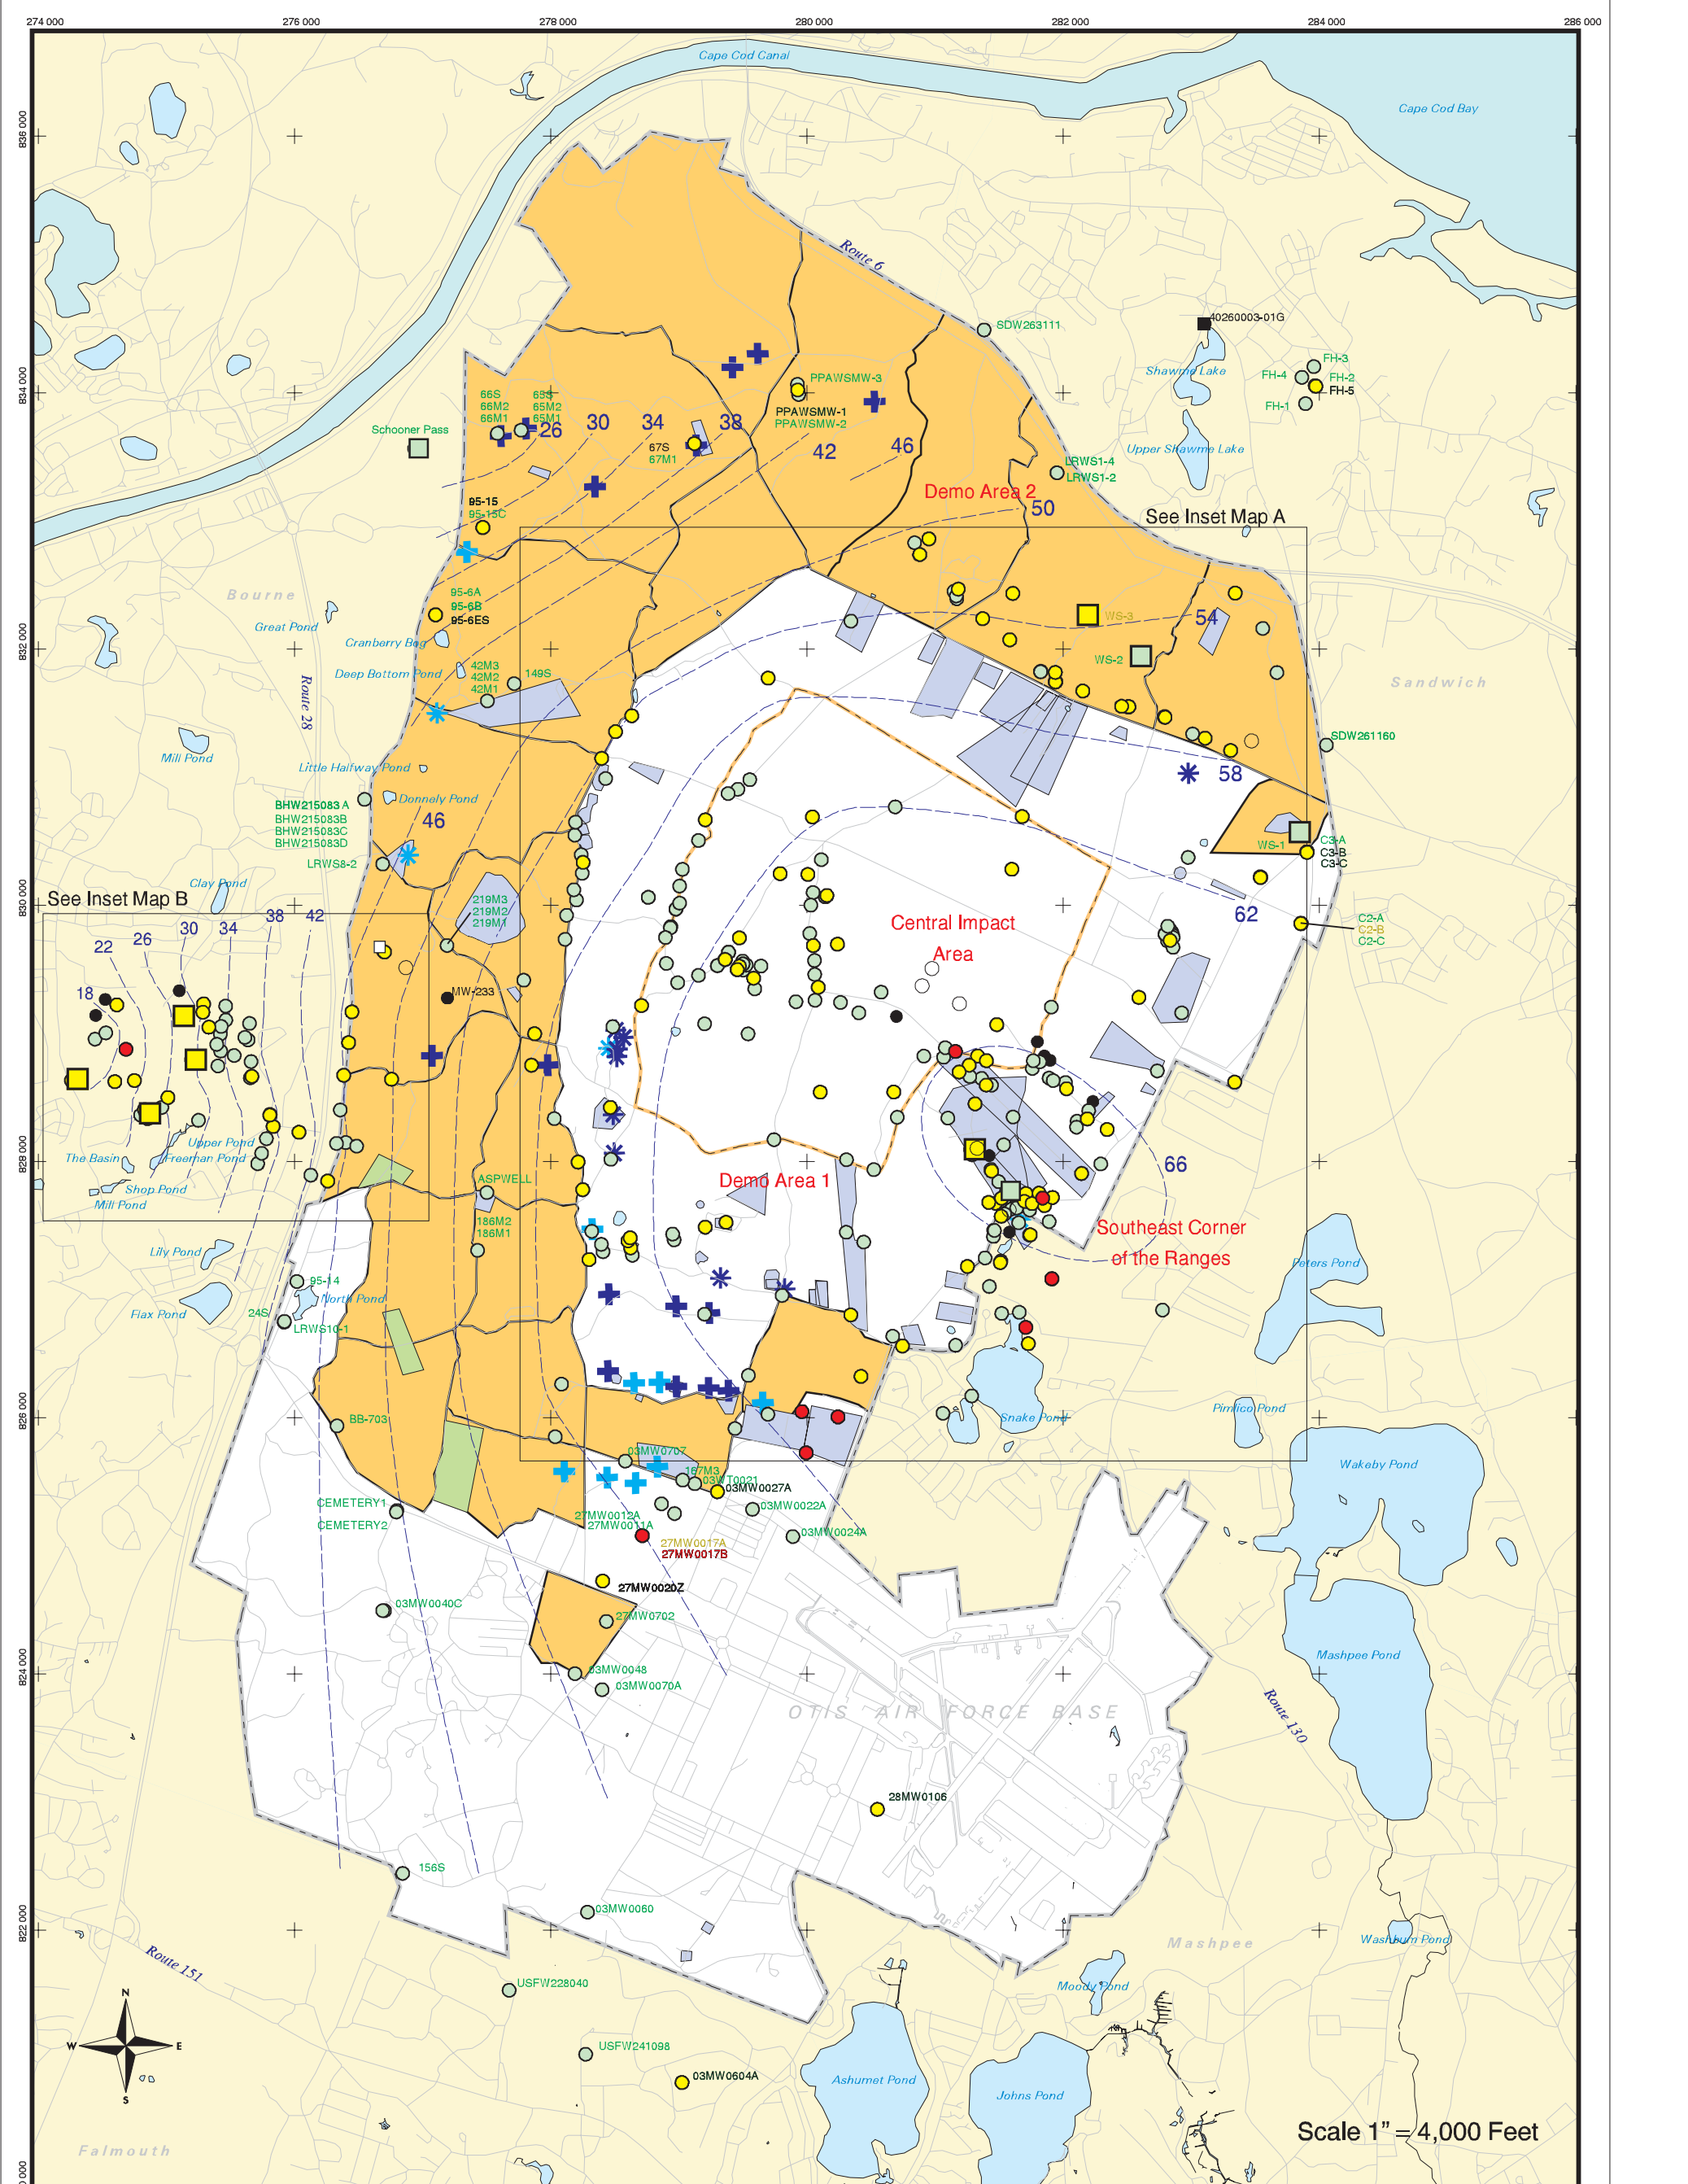 274 000
276 000
278 000
280 000
282 000
284 000
286 000
Cape Cod Canal
Cape Cod Bay
836 000
Route 6
SDW263111
40260003-01G
FH-3
Shawme Lake
FH-4
FH-2
FH-5
FH-1
834 000
PPAWSMW-3
PPAWSMW-1
PPAWSMW-2
66S
66M2
66M1
65S
65M2
65M1
26
30
34
38
42
46
Schooner Pass
67S
67M1
Upper Shawme Lake
LRWS1-4
LRWS1-2
Demo Area 2
50
95-15
95-15C
See Inset Map A
Bourne
95-6A
95-6B
95-6ES
Great Pond
Cranberry Bog
832 000
WS-3
54
WS-2
Deep Bottom Pond
42M3
42M2
42M1
149S
Route 28
Sandwich
SDW261160
Mill Pond
Little Halfway Pond
58
Donnely Pond
BHW215083A
BHW215083B
BHW215083C
BHW215083D
46
LRWS8-2
WS-1
C3-A
C3-B
C3-C
Clay Pond
See Inset Map B
830 000
219M3
219M2
219M1
62
C2-A
C2-B
C2-C
Central Impact
Area
22
26
30
34
38
42
18
MW-233
828 000
The Basin
Upper Pond
Freeman Pond
Shop Pond
Mill Pond
ASPWELL
Demo Area 1
66
186M2
186M1
Southeast Corner
of the Ranges
Lily Pond
Peters Pond
95-14
North Pond
Flax Pond
24S
LRWS10-1
826 000
BB-703
Snake Pond
Pimlico Pond
03MW0707
Wakeby Pond
187M3
03WT0021
03MW0027A
CEMETERY1
CEMETERY2
27MW0012A
27MW0011A
03MW0022A
03MW0024A
27MW0017A
27MW0017B
27MW0020Z
03MW0040C
27MW0702
824 000
03MW0048
03MW0070A
Mashpee Pond
OTIS AIR FORCE BASE
Route 130
28MW0106
156S
822 000
03MW0060
Route 151
Mashpee
Washburn Pond
USFW228040
Moody Pond
N
W
E
S
USFW241098
03MW0604A
Ashumet Pond
Johns Pond
Falmouth
Scale 1” = 4,000 Feet